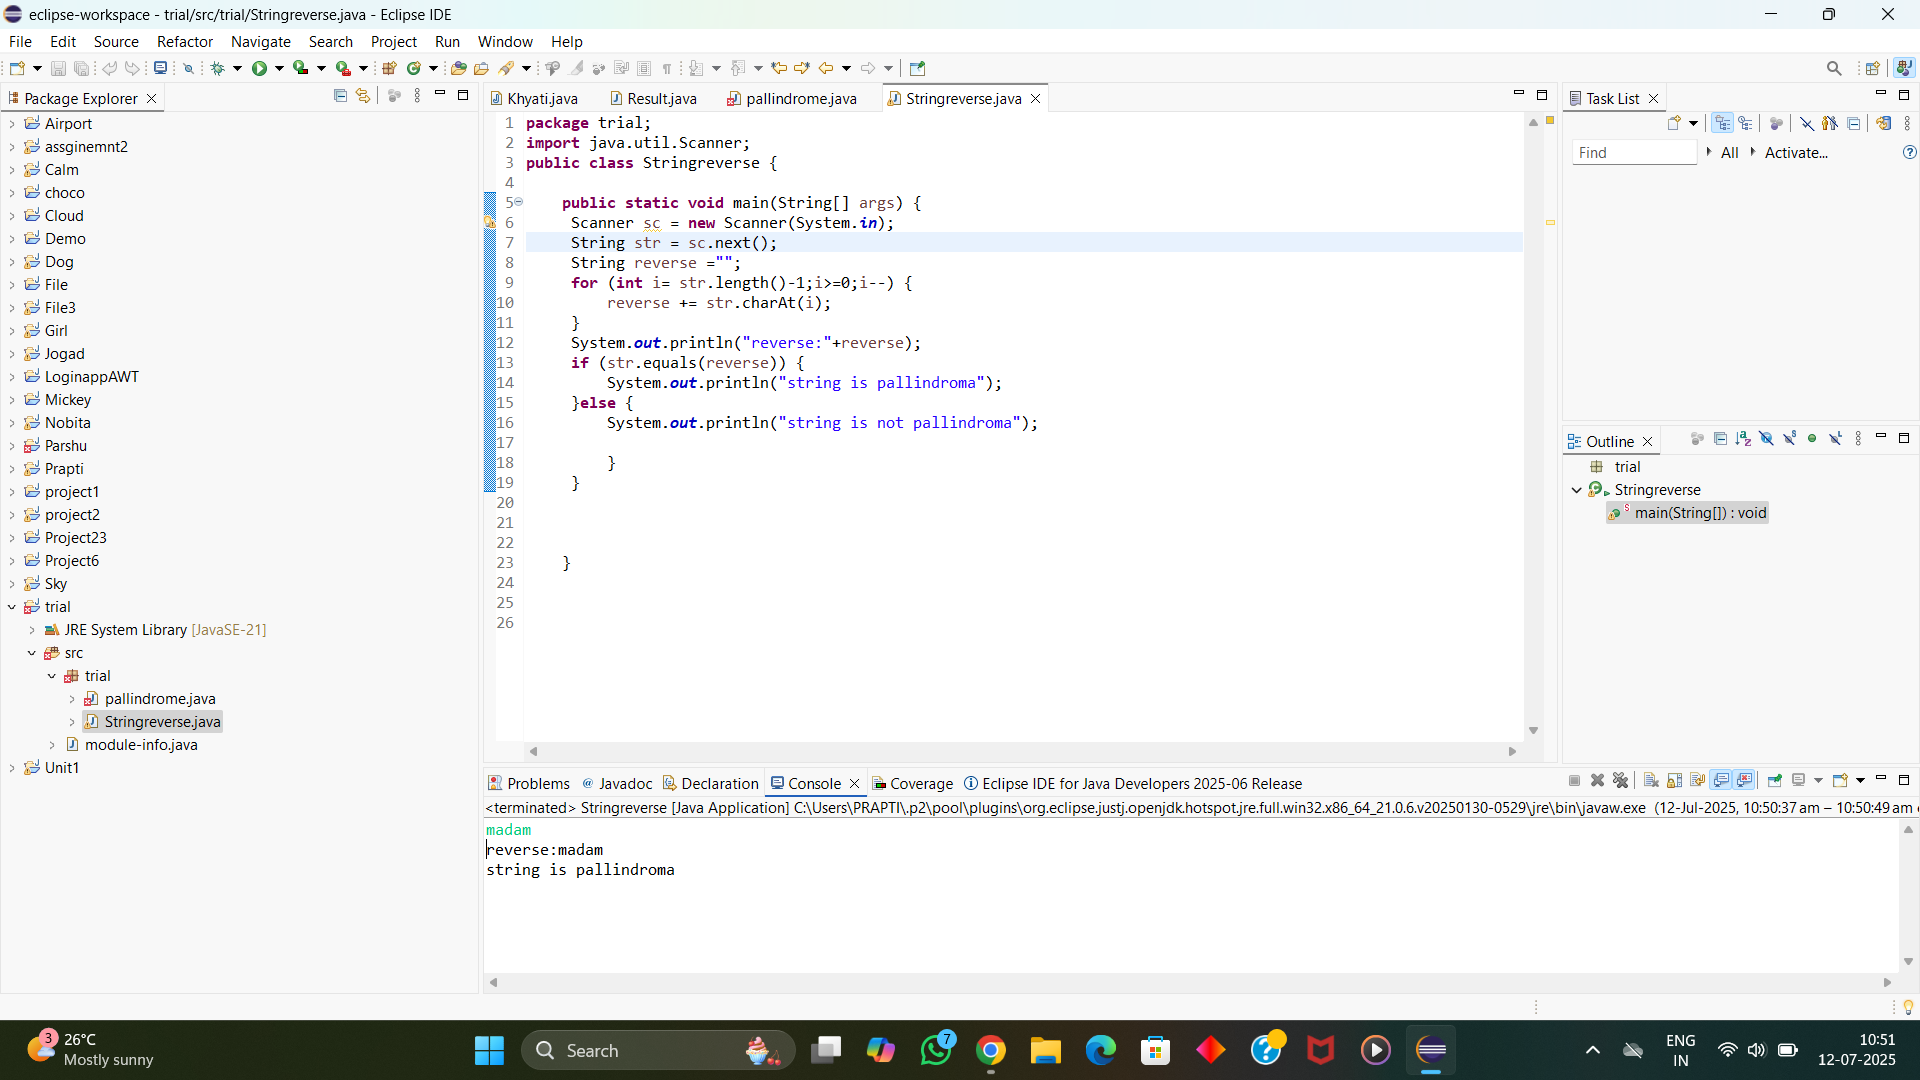 eclipse-workspace - trial/src/trial/Stringreverse.java - Eclipse IDE
File Edit Source Refactor Navigate Search Project Run Window Help
Package Explorer
Airport
assginemnt2
Calm
choco
Cloud
Demo
Dog
File
File3
Girl
Jogad
LoginappAWT
Mickey
Nobita
Parshu
Prapti
project1
project2
Project23
Project6
Sky
trial
JRE System Library [JavaSE-21]
src
trial
pallindrome.java
Stringreverse.java
module-info.java
Unit1
Khyati.java Result.java pallindrome.java Stringreverse.java
1 package trial;
2 import java.util.Scanner;
3 public class Stringreverse {
4
5 public static void main(String[] args) {
6 Scanner sc = new Scanner(System.in);
7 String str = sc.next();
8 String reverse ="";
9 for (int i= str.length()-1;i>=0;i--) {
10 reverse += str.charAt(i);
11 }
12 System.out.println("reverse:"+reverse);
13 if (str.equals(reverse)) {
14 System.out.println("string is pallindroma");
15 }else {
16 System.out.println("string is not pallindroma");
17
18 }
19 }
20
21
22
23 }
24
25
26
Task List
Find All Activate...
Outline
trial
Stringreverse
main(String[]) : void
Problems Javadoc Declaration Console Coverage Eclipse IDE for Java Developers 2025-06 Release
<terminated> Stringreverse [Java Application] C:\Users\PRAPTI\.p2\pool\plugins\org.eclipse.justj.openjdk.hotspot.jre.full.win32.x86_64_21.0.6.v20250130-0529\jre\bin\javaw.exe (12-Jul-2025, 10:50:37 am – 10:50:49 am
madam
reverse:madam
string is pallindroma
3
26°C
Mostly sunny
Search
7
ENG
IN
10:51
12-07-2025